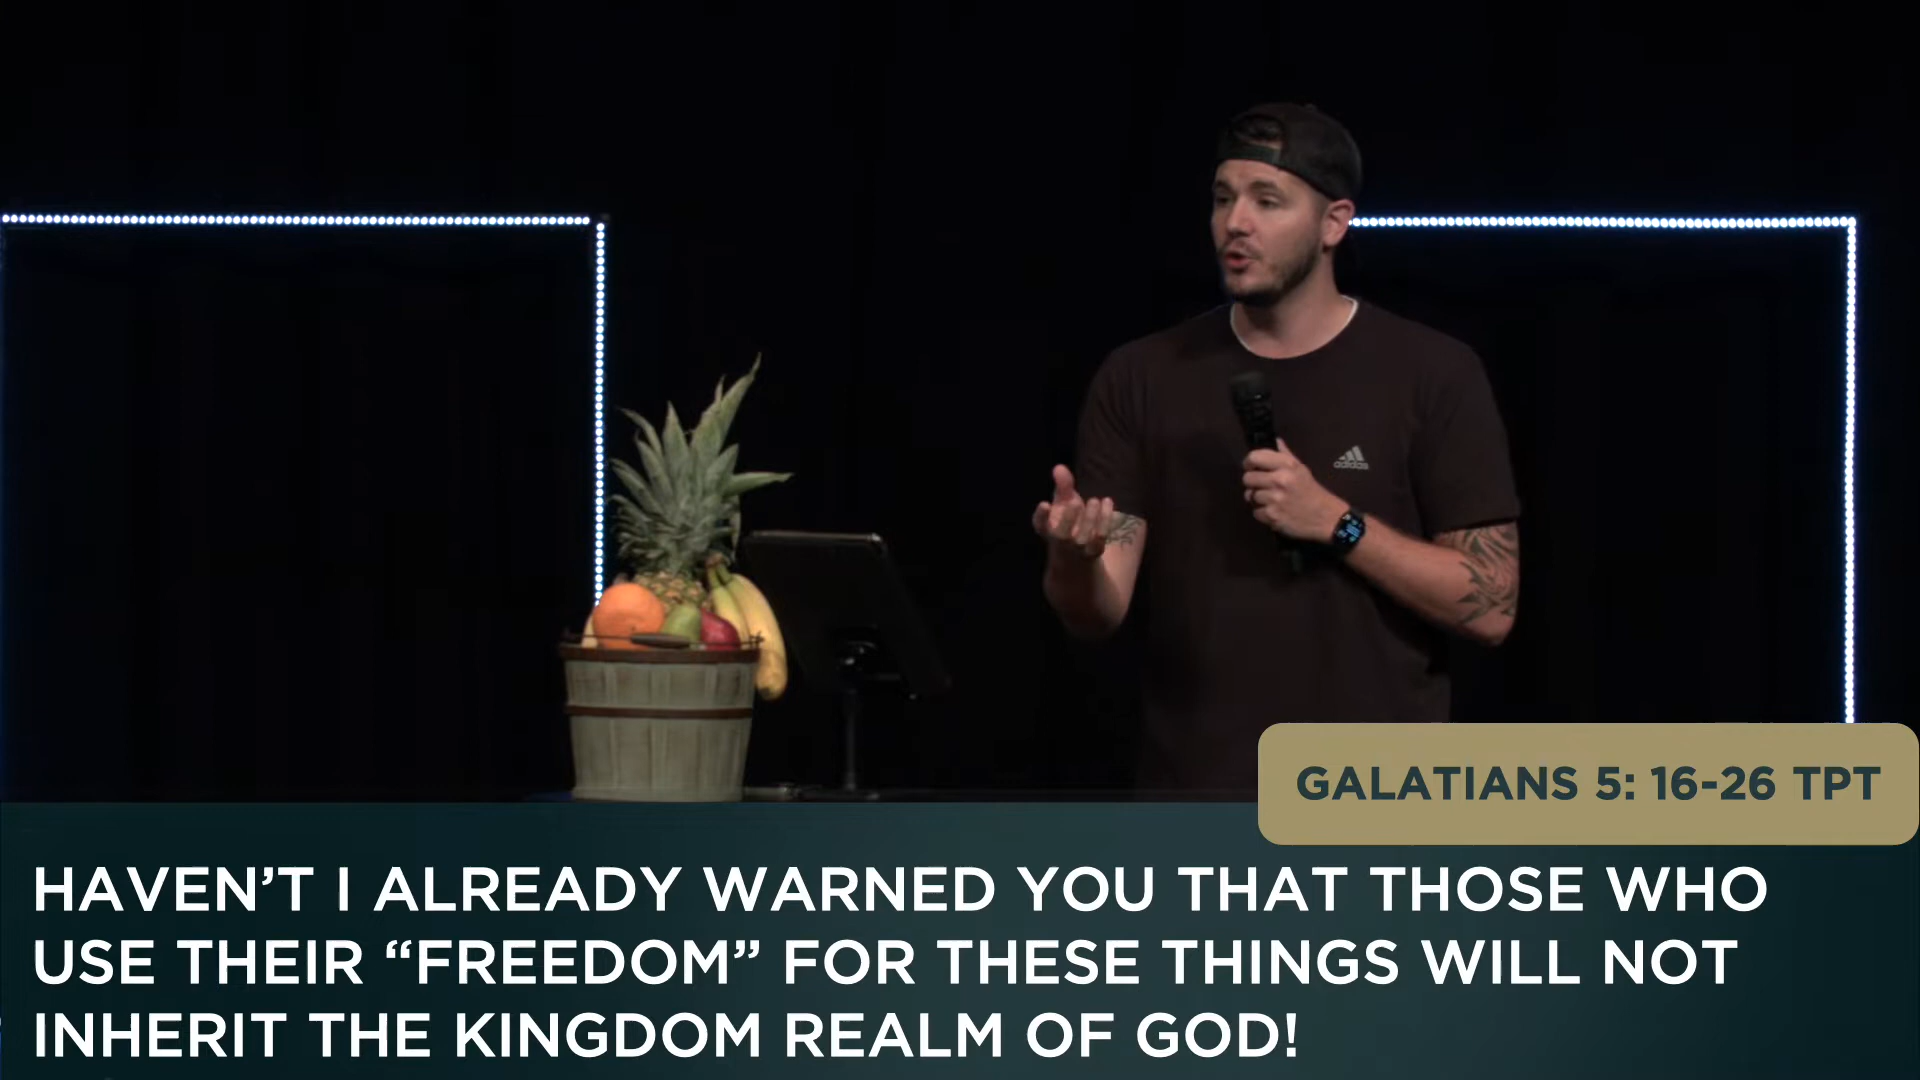 adidas
GALATIANS 5: 16-26 TPT
HAVEN’T I ALREADY WARNED YOU THAT THOSE WHO
USE THEIR “FREEDOM” FOR THESE THINGS WILL NOT
INHERIT THE KINGDOM REALM OF GOD!